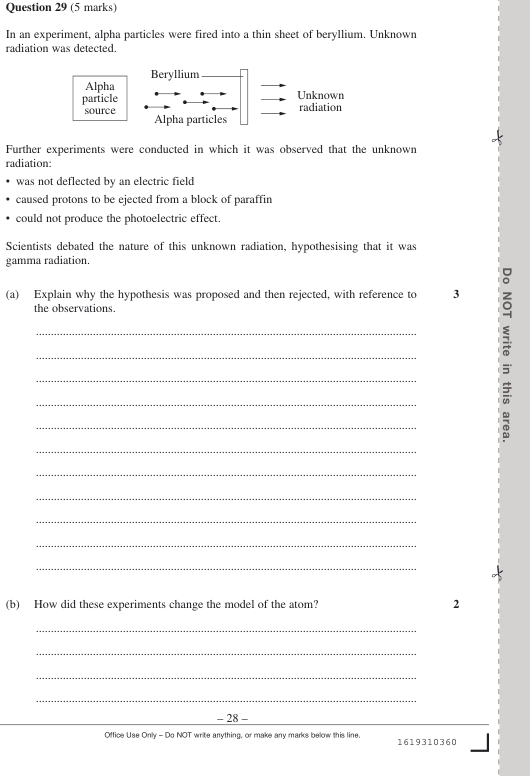 Question 29 (5 marks)
In an experiment, alpha particles were fired into a thin sheet of beryllium. Unknown
radiation was detected.
Beryllium
Alpha
particle
source
Unknown
radiation
Alpha particles
Further experiments were conducted in which it was observed that the unknown
radiation:
• was not deflected by an electric field
• caused protons to be ejected from a block of paraffin
• could not produce the photoelectric effect.
Scientists debated the nature of this unknown radiation, hypothesising that it was
gamma radiation.
(a) Explain why the hypothesis was proposed and then rejected, with reference to 3
the observations.
(b) How did these experiments change the model of the atom? 2
– 28 –
Office Use Only – Do NOT write anything, or make any marks below this line.
1619310360
Do NOT write in this area.